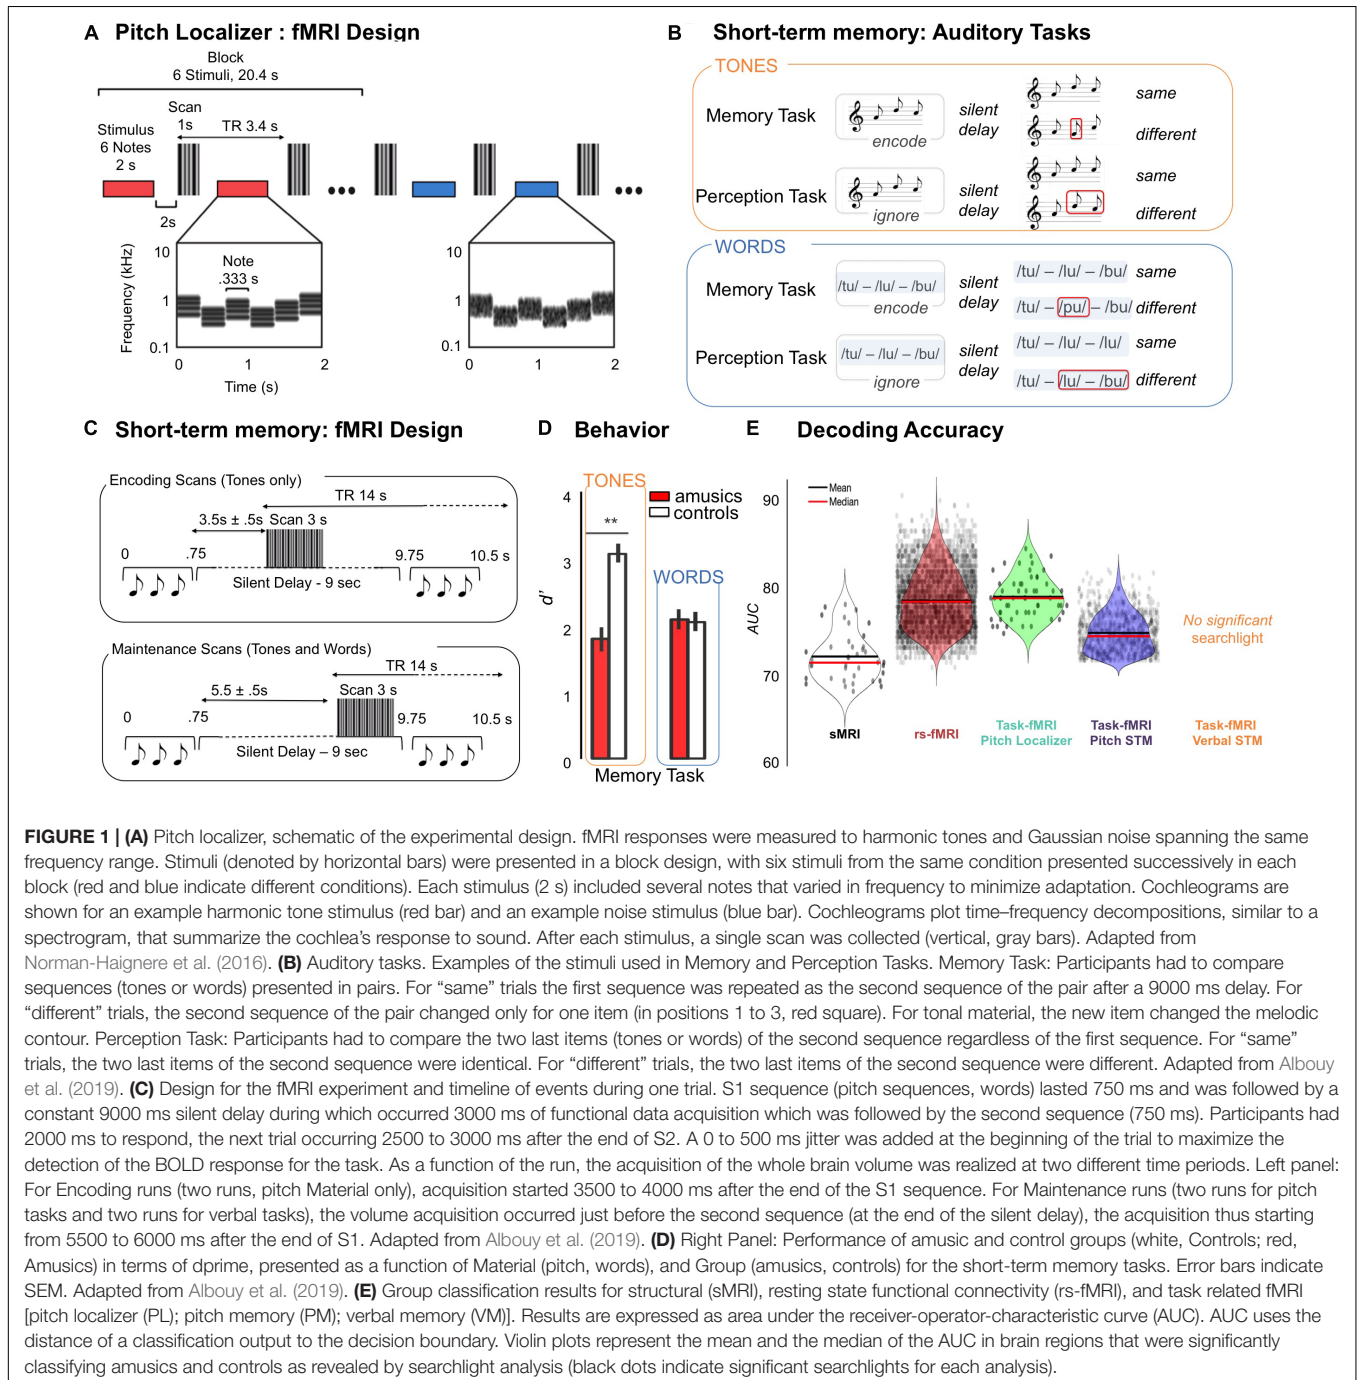 A Pitch Localizer : fMRI Design
Block
6 Stimuli, 20.4 s
Scan
1s
TR 3.4 s
Stimulus
6 Notes
2 s
2s
Frequency (kHz)
10
1
0.1
Note
.333 s
0 1 2
Time (s)
10
1
0.1
0 1 2
B Short-term memory: Auditory Tasks
TONES
Memory Task
encode
silent
delay
same
different
Perception Task
ignore
silent
delay
same
different
WORDS
Memory Task
/tu/ – /lu/ – /bu/
encode
silent
delay
/tu/ – /lu/ – /bu/ same
/tu/ – /pu/ – /bu/ different
Perception Task
/tu/ – /lu/ – /bu/
ignore
silent
delay
/tu/ – /lu/ – /lu/ same
/tu/ – /lu/ – /bu/ different
C Short-term memory: fMRI Design
Encoding Scans (Tones only)
TR 14 s
3.5s ± .5s Scan 3 s
0 .75 9.75 10.5 s
Silent Delay - 9 sec
Maintenance Scans (Tones and Words)
TR 14 s
5.5 ± .5s Scan 3 s
0 .75 9.75 10.5 s
Silent Delay – 9 sec
D Behavior
TONES
amusics
controls
**
WORDS
d'
4
3
2
1
0
Memory Task
E Decoding Accuracy
Mean
Median
AUC
90
80
70
60
No significant
searchlight
sMRI
rs-fMRI
Task-fMRI
Pitch Localizer
Task-fMRI
Pitch STM
Task-fMRI
Verbal STM
FIGURE 1 | (A) Pitch localizer, schematic of the experimental design. fMRI responses were measured to harmonic tones and Gaussian noise spanning the same
frequency range. Stimuli (denoted by horizontal bars) were presented in a block design, with six stimuli from the same condition presented successively in each
block (red and blue indicate different conditions). Each stimulus (2 s) included several notes that varied in frequency to minimize adaptation. Cochleograms are
shown for an example harmonic tone stimulus (red bar) and an example noise stimulus (blue bar). Cochleograms plot time–frequency decompositions, similar to a
spectrogram, that summarize the cochlea's response to sound. After each stimulus, a single scan was collected (vertical, gray bars). Adapted from
Norman-Haignere et al. (2016). (B) Auditory tasks. Examples of the stimuli used in Memory and Perception Tasks. Memory Task: Participants had to compare
sequences (tones or words) presented in pairs. For “same” trials the first sequence was repeated as the second sequence of the pair after a 9000 ms delay. For
“different” trials, the second sequence of the pair changed only for one item (in positions 1 to 3, red square). For tonal material, the new item changed the melodic
contour. Perception Task: Participants had to compare the two last items (tones or words) of the second sequence regardless of the first sequence. For “same”
trials, the two last items of the second sequence were identical. For “different” trials, the two last items of the second sequence were different. Adapted from Albouy
et al. (2019). (C) Design for the fMRI experiment and timeline of events during one trial. S1 sequence (pitch sequences, words) lasted 750 ms and was followed by a
constant 9000 ms silent delay during which occurred 3000 ms of functional data acquisition which was followed by the second sequence (750 ms). Participants had
2000 ms to respond, the next trial occurring 2500 to 3000 ms after the end of S2. A 0 to 500 ms jitter was added at the beginning of the trial to maximize the
detection of the BOLD response for the task. As a function of the run, the acquisition of the whole brain volume was realized at two different time periods. Left panel:
For Encoding runs (two runs, pitch Material only), acquisition started 3500 to 4000 ms after the end of the S1 sequence. For Maintenance runs (two runs for pitch
tasks and two runs for verbal tasks), the volume acquisition occurred just before the second sequence (at the end of the silent delay), the acquisition thus starting
from 5500 to 6000 ms after the end of S1. Adapted from Albouy et al. (2019). (D) Right Panel: Performance of amusic and control groups (white, Controls; red,
Amusics) in terms of dprime, presented as a function of Material (pitch, words), and Group (amusics, controls) for the short-term memory tasks. Error bars indicate
SEM. Adapted from Albouy et al. (2019). (E) Group classification results for structural (sMRI), resting state functional connectivity (rs-fMRI), and task related fMRI
[pitch localizer (PL); pitch memory (PM); verbal memory (VM)]. Results are expressed as area under the receiver-operator-characteristic curve (AUC). AUC uses the
distance of a classification output to the decision boundary. Violin plots represent the mean and the median of the AUC in brain regions that were significantly
classifying amusics and controls as revealed by searchlight analysis (black dots indicate significant searchlights for each analysis).